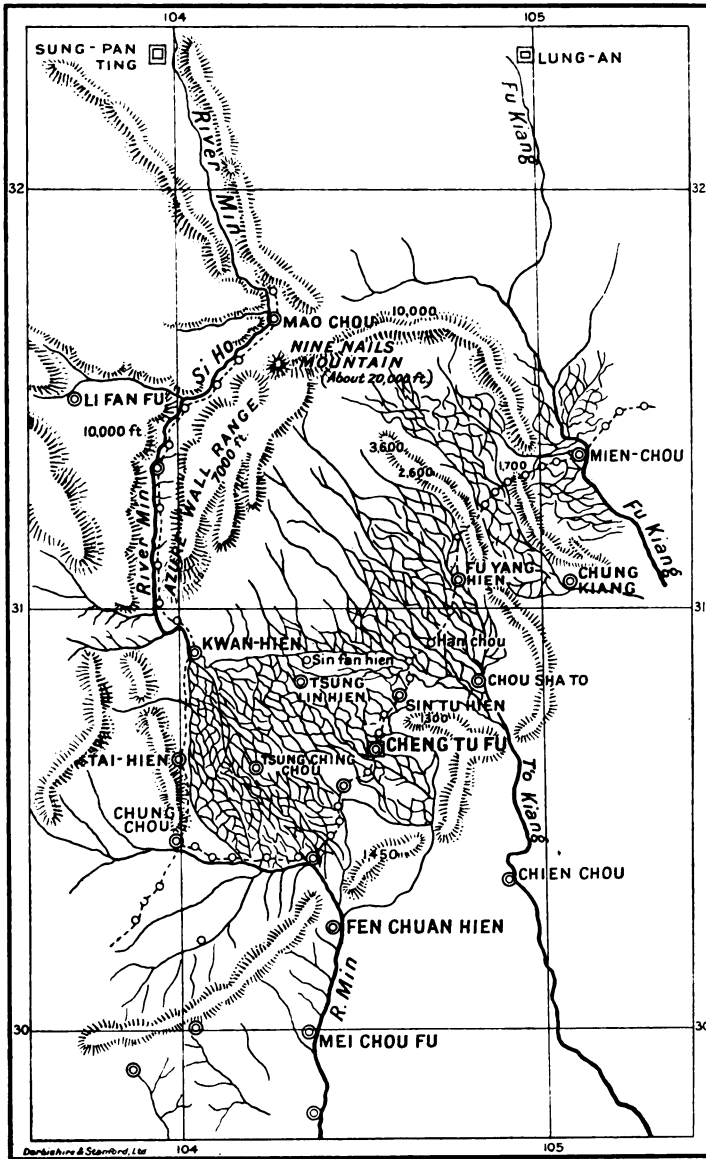 104
105
SUNG-PAN
TING
LUNG-AN
River Min
Fu Kiang
32
32
MAO CHOU
10,000
NINE NAILS
MOUNTAIN
(About 20,000 ft.)
Si Ho
LI FAN FU
10,000 ft
AZURE WALL RANGE
7000 ft.
River Min
3,600
2,600
1,700
MIEN-CHOU
Fu Kiang
FU YANG
HIEN
CHUNG
KIANG
31
31
KWAN-HIEN
Han chou
Sin fan hien
TSUNG
LIN HIEN
CHOU SHA TO
SIN TU HIEN
1300
CHENG TU FU
TAI-HIEN
TSUNG CHING
CHOU
To Kiang
CHUNG
CHOU
1,450
CHIEN CHOU
FEN CHUAN HIEN
R. Min
30
30
MEI CHOU FU
104
105
Darbishire & Stanford, Ltd